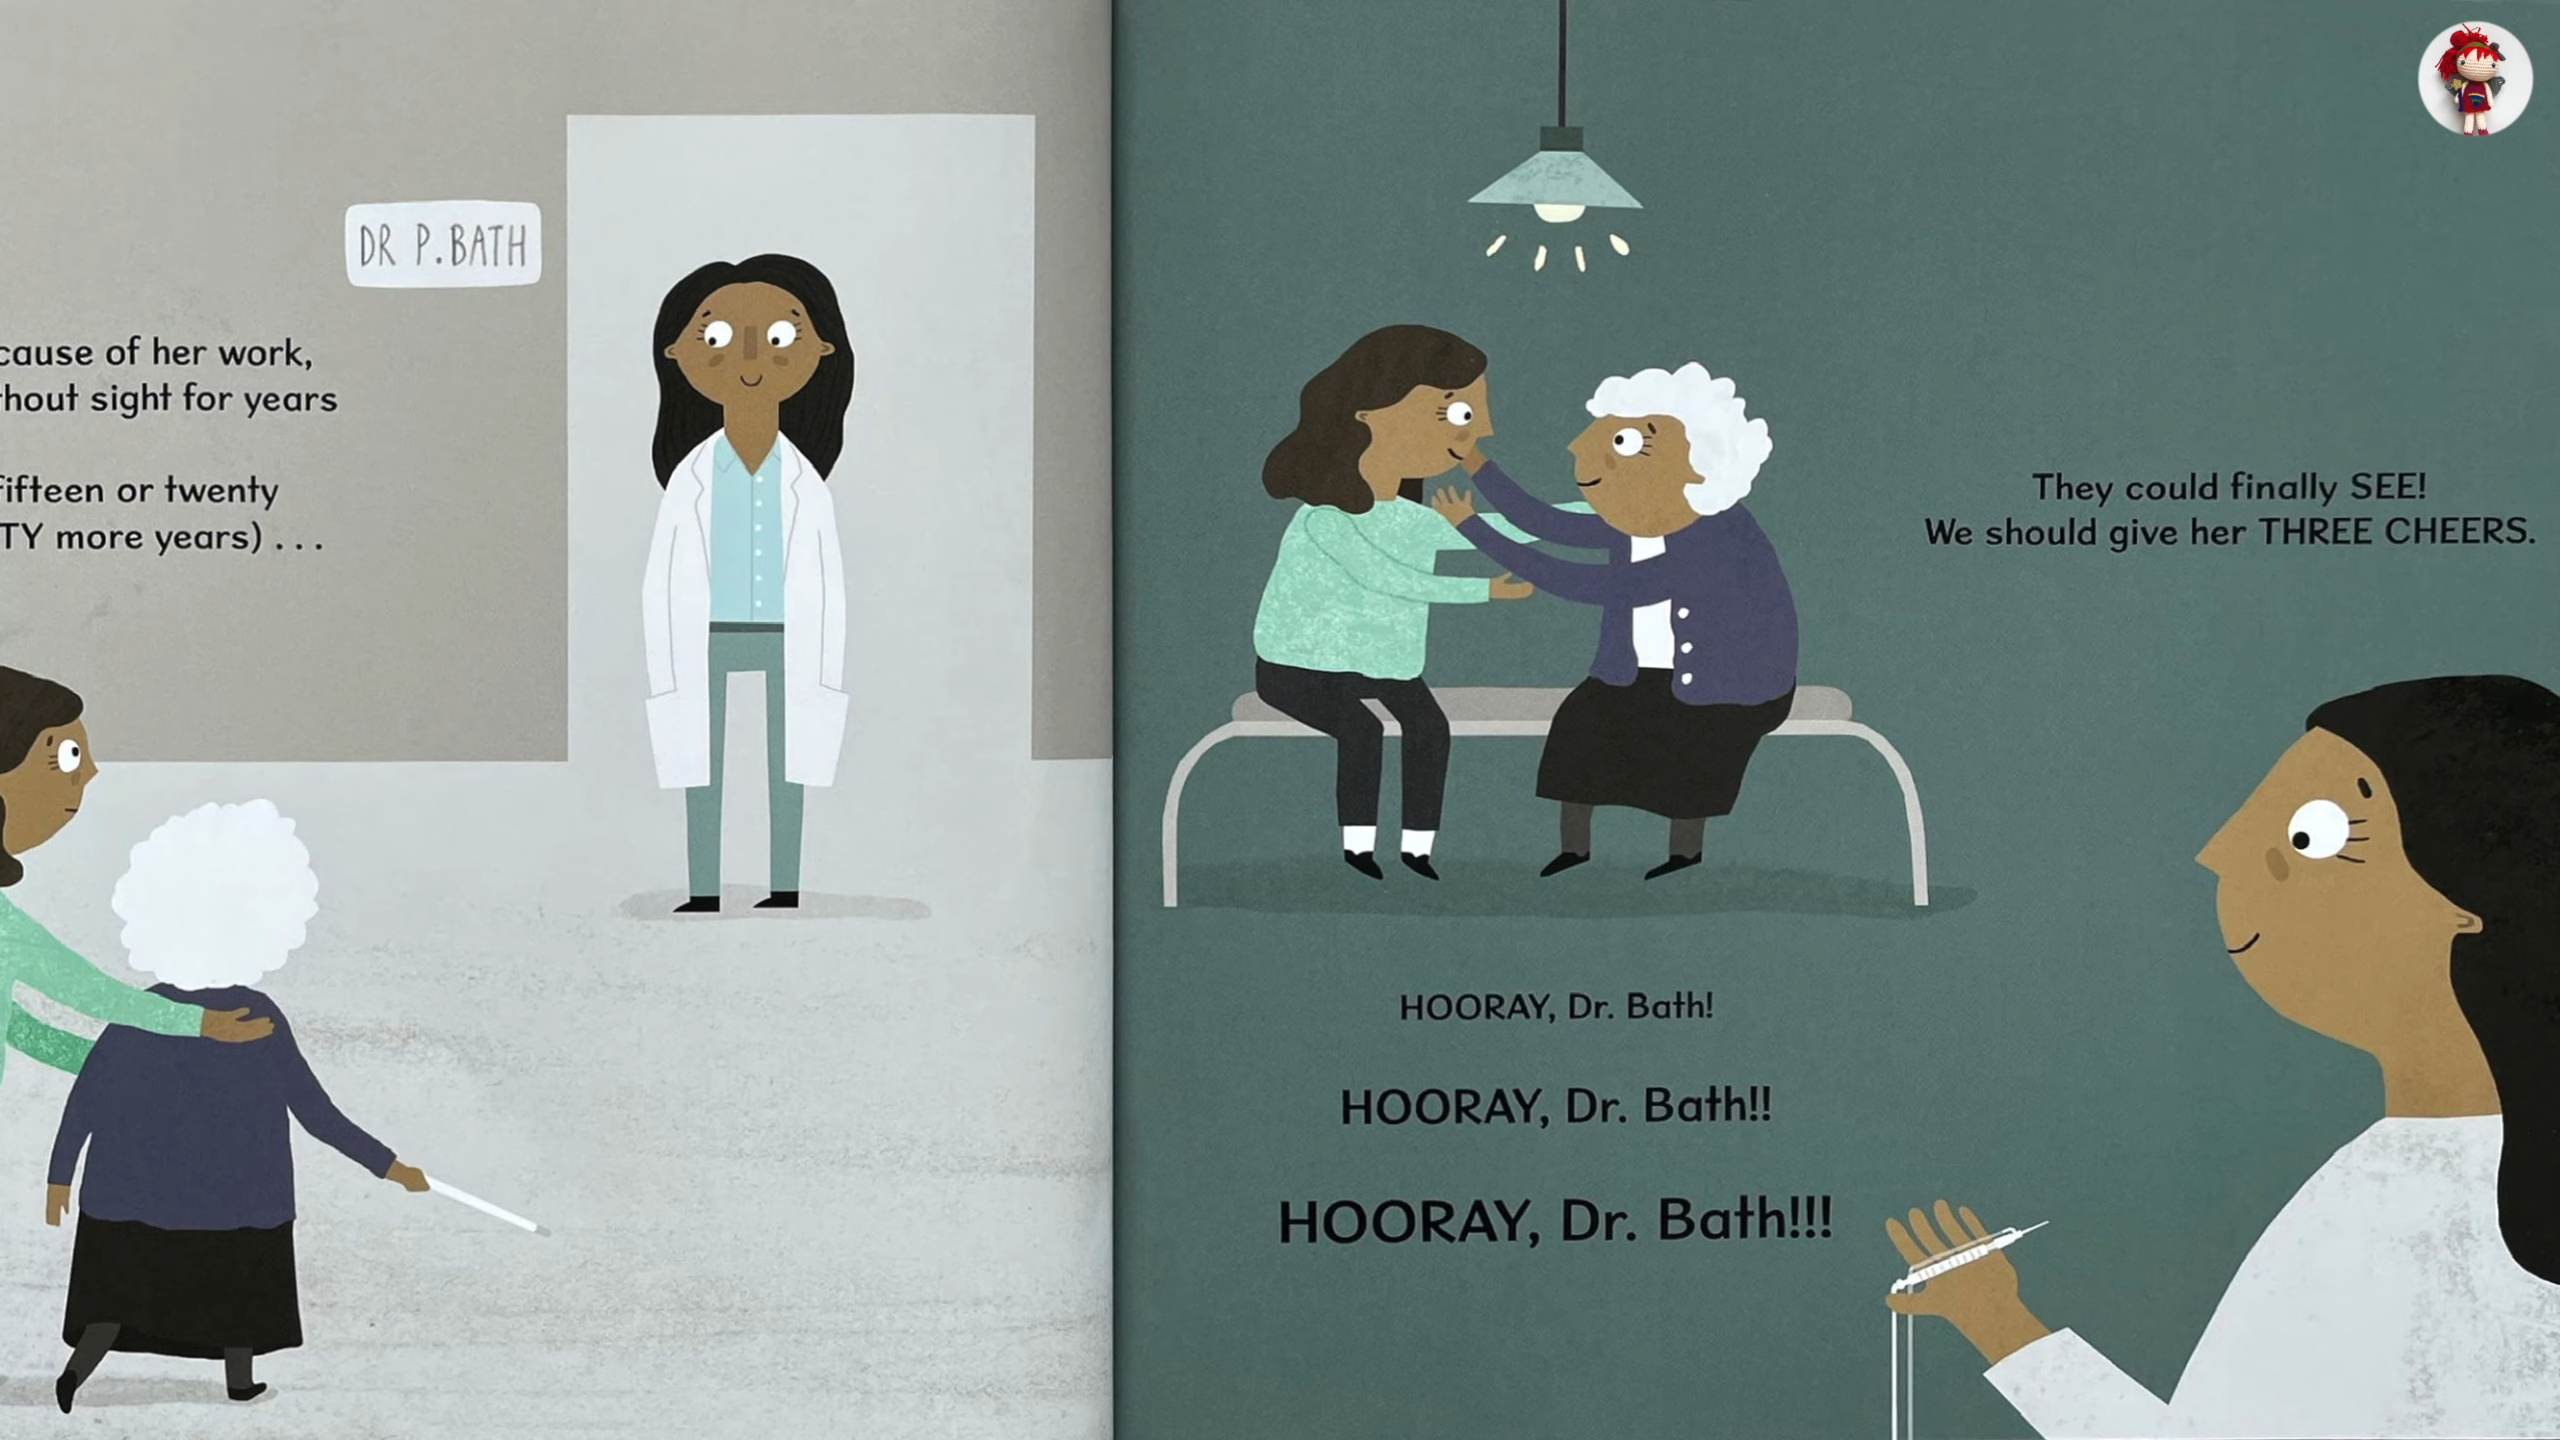 DR P. BATH
cause of her work,
hout sight for years
fifteen or twenty
TY more years) . . .
They could finally SEE!
We should give her THREE CHEERS.
HOORAY, Dr. Bath!
HOORAY, Dr. Bath!!
HOORAY, Dr. Bath!!!